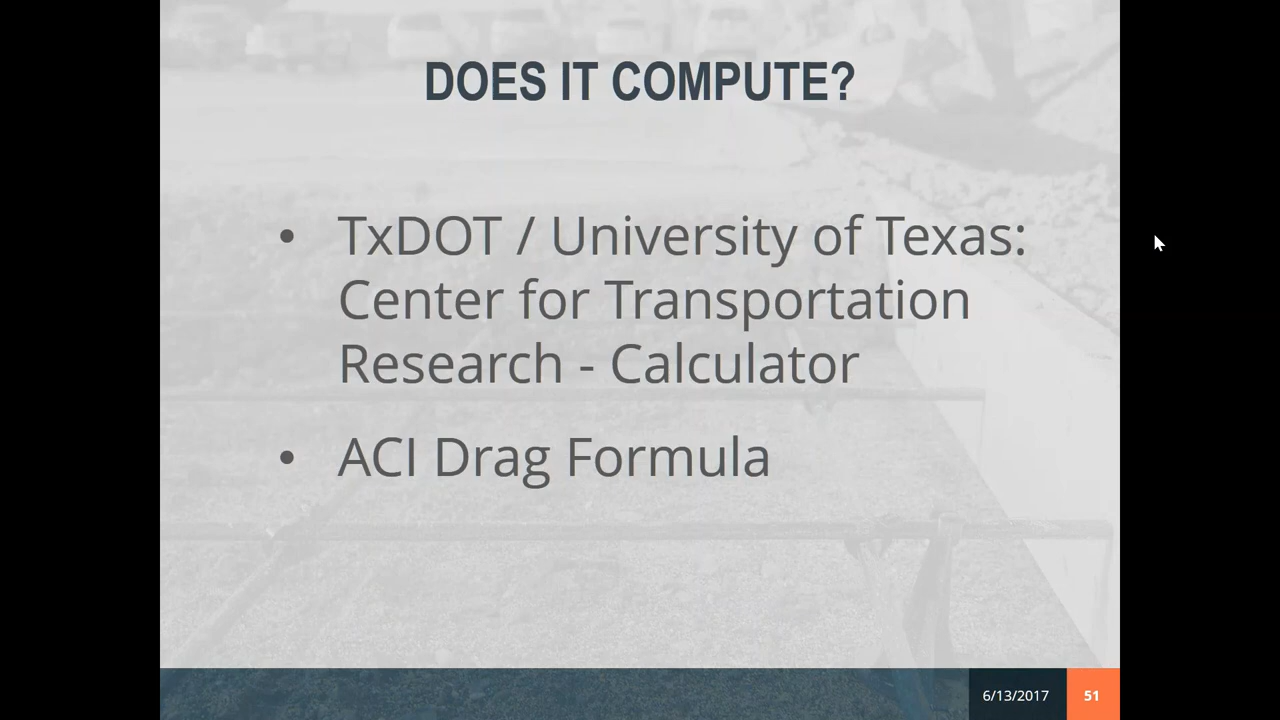 DOES IT COMPUTE?
• TxDOT / University of Texas:
Center for Transportation
Research - Calculator
• ACI Drag Formula
6/13/2017
51